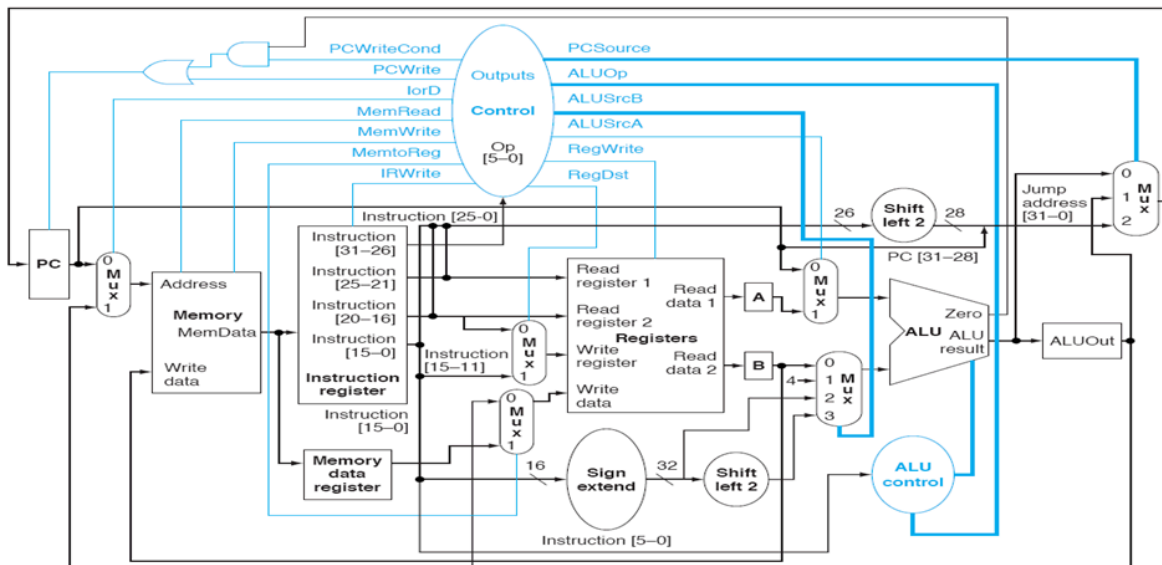 PCWriteCond
PCWrite
IorD
MemRead
MemWrite
MemtoReg
IRWrite
Outputs
Control
Op
[5–0]
PCSource
ALUOp
ALUSrcB
ALUSrcA
RegWrite
RegDst
Instruction [25-0]
26
Shift
left 2
28
Jump
address
[31–0]
0
1
2
Mux
PC [31–28]
PC
0
Mux
1
Address
Memory
MemData
Write
data
Instruction
[31–26]
Instruction
[25–21]
Instruction
[20–16]
Instruction
[15–0]
Instruction
register
Instruction
[15–0]
Memory
data
register
Instruction
[15–11]
0
Mux
1
0
Mux
1
Read
register 1
Read
register 2
Registers
Write
register
Write
data
Read
data 1
Read
data 2
A
B
0
Mux
1
4
0
1
2
3
Mux
Zero
ALU
ALU
result
ALUOut
16
Sign
extend
32
Shift
left 2
ALU
control
Instruction [5–0]